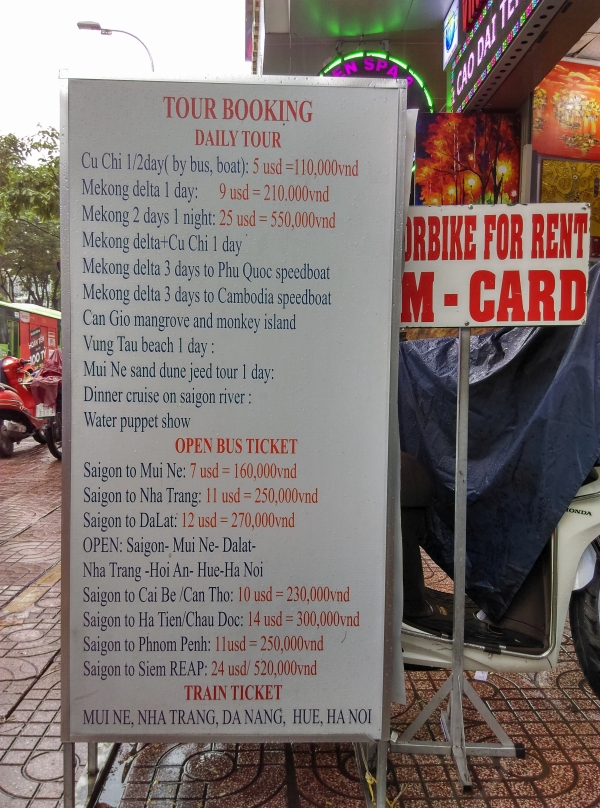 TOUR BOOKING
DAILY TOUR
Cu Chi 1/2day( by bus, boat): 5 usd =110,000vnd
Mekong delta 1 day: 9 usd = 210.000vnd
Mekong 2 days 1 night: 25 usd = 550,000vnd
Mekong delta+Cu Chi 1 day
Mekong delta 3 days to Phu Quoc speedboat
Mekong delta 3 days to Cambodia speedboat
Can Gio mangrove and monkey island
Vung Tau beach 1 day :
Mui Ne sand dune jeed tour 1 day:
Dinner cruise on saigon river :
Water puppet show
OPEN BUS TICKET
Saigon to Mui Ne: 7 usd = 160,000vnd
Saigon to Nha Trang: 11 usd = 250,000vnd
Saigon to DaLat: 12 usd = 270,000vnd
OPEN: Saigon- Mui Ne- Dalat-
Nha Trang -Hoi An- Hue-Ha Noi
Saigon to Cai Be /Can Tho: 10 usd = 230,000vnd
Saigon to Ha Tien/Chau Doc: 14 usd = 300,000vnd
Saigon to Phnom Penh: 11usd = 250,000vnd
Saigon to Siem REAP: 24 usd/ 520,000vnd
TRAIN TICKET
MUI NE, NHA TRANG, DA NANG, HUE, HA NOI
ORBIKE FOR RENT
M - CARD
EN SPA
CAO DAI TE
HONDA